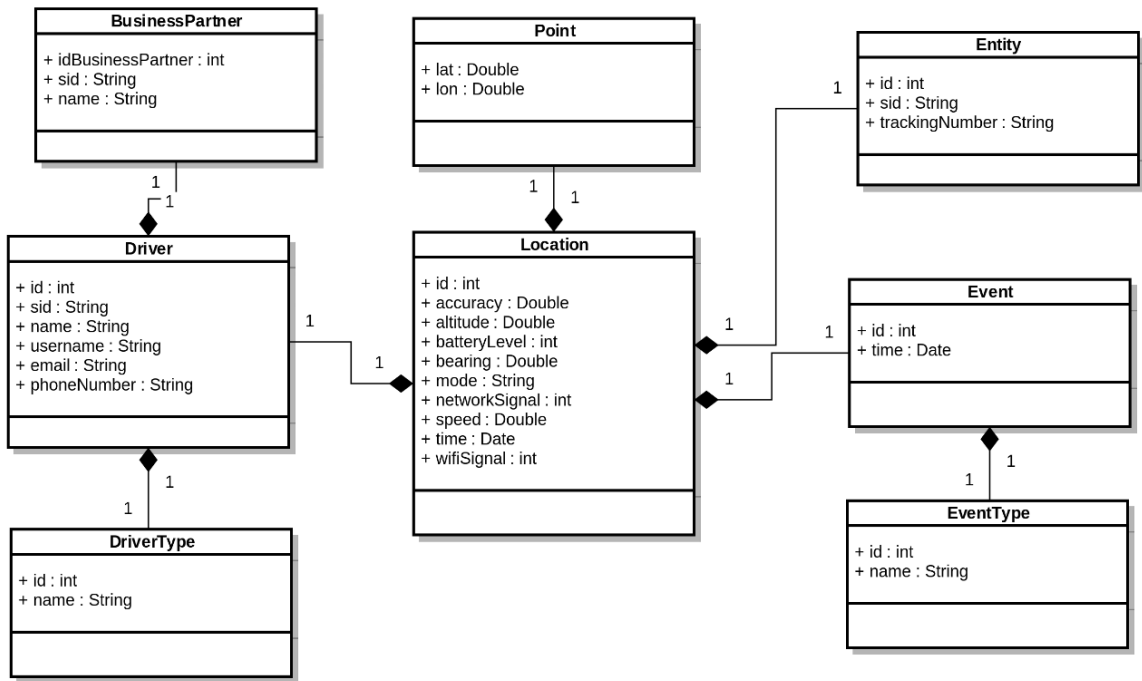 BusinessPartner
+ idBusinessPartner : int
+ sid : String
+ name : String
Point
+ lat : Double
+ lon : Double
Entity
+ id : int
+ sid : String
+ trackingNumber : String
1
1
1
1
1
Driver
+ id : int
+ sid : String
+ name : String
+ username : String
+ email : String
+ phoneNumber : String
1
1
Location
+ id : int
+ accuracy : Double
+ altitude : Double
+ batteryLevel : int
+ bearing : Double
+ mode : String
+ networkSignal : int
+ speed : Double
+ time : Date
+ wifiSignal : int
1
1
1
Event
+ id : int
+ time : Date
1
1
DriverType
+ id : int
+ name : String
1
1
EventType
+ id : int
+ name : String